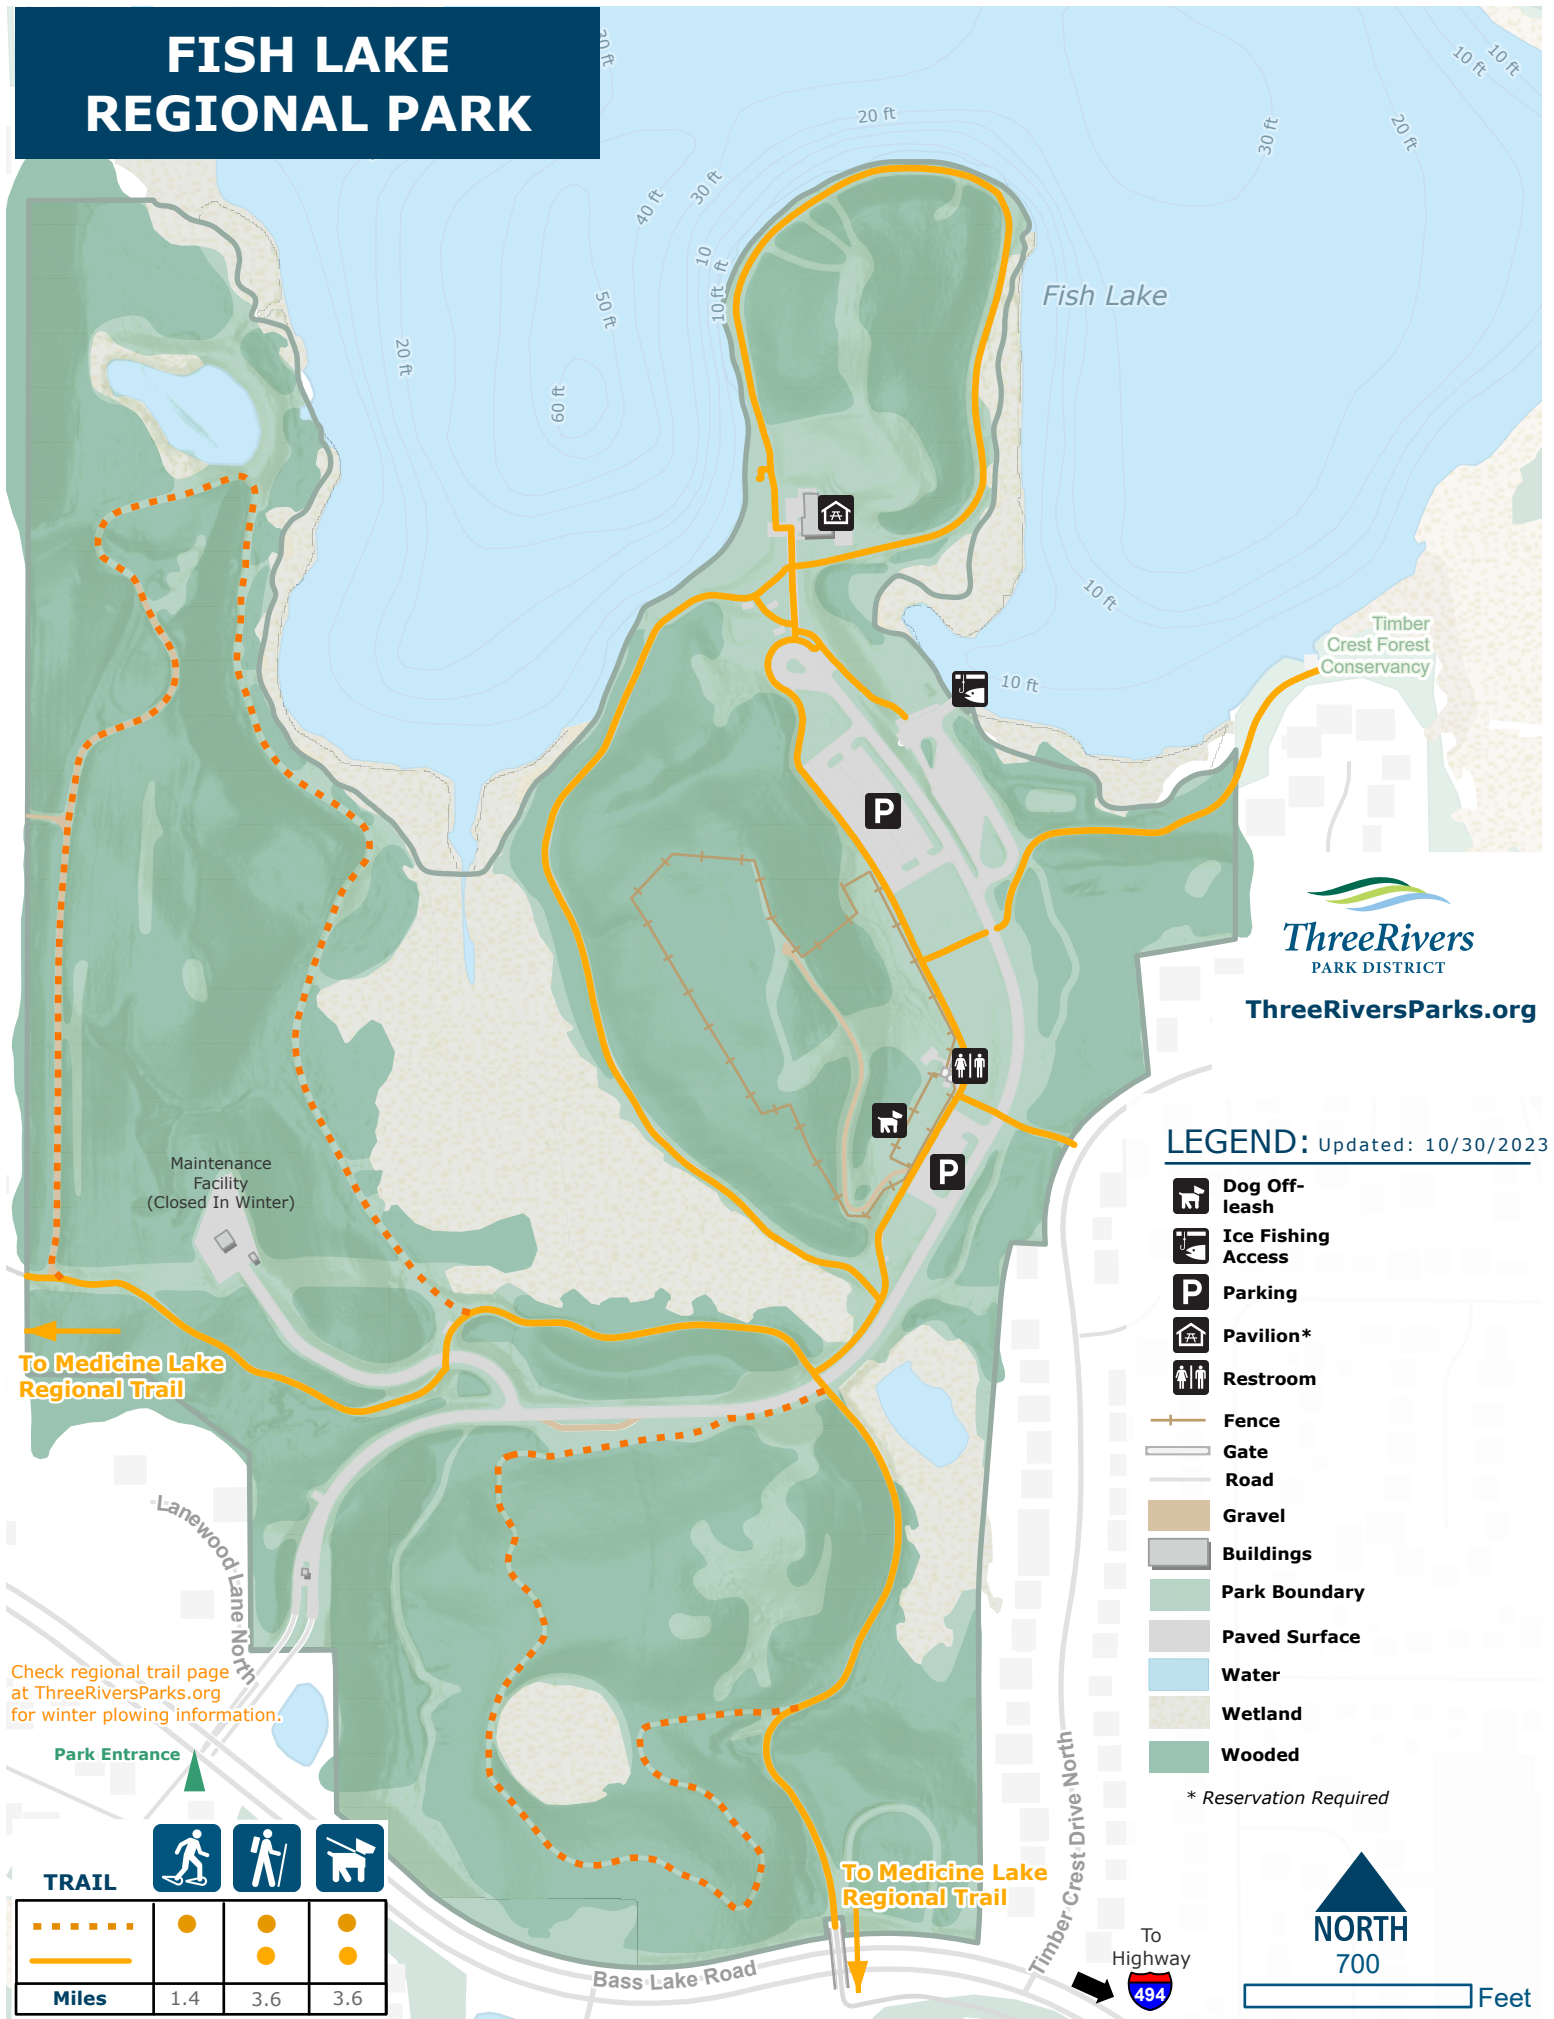 FISH LAKE
REGIONAL PARK
30 ft
20 ft
10 ft
10 ft
30 ft
20 ft
40 ft
30 ft
10
ft
10 ft
50 ft
20 ft
60 ft
Fish Lake
10 ft
10 ft
Timber
Crest Forest
Conservancy
P
ThreeRivers
PARK DISTRICT
ThreeRiversParks.org
P
Maintenance
Facility
(Closed In Winter)
To Medicine Lake
Regional Trail
LEGEND: Updated: 10/30/2023
Dog Off-
leash
Ice Fishing
Access
P Parking
Pavilion*
Restroom
Fence
Gate
Road
Gravel
Buildings
Park Boundary
Paved Surface
Water
Wetland
Wooded
* Reservation Required
Lanewood Lane North
Check regional trail page
at ThreeRiversParks.org
for winter plowing information.
Park Entrance
TRAIL
Miles 1.4 3.6 3.6
To Medicine Lake
Regional Trail
Bass Lake Road
Timber Crest Drive North
To
Highway
494
NORTH
700
Feet